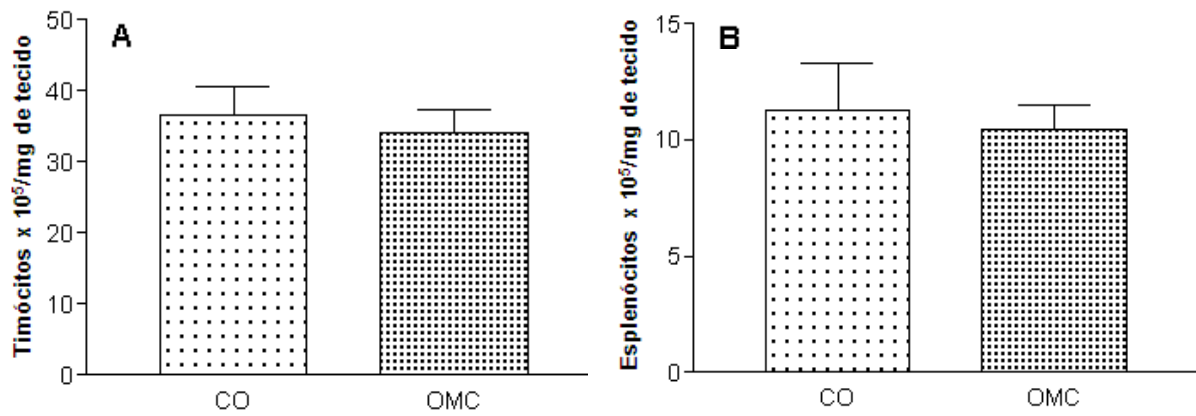 A
Timócitos x 10⁵/mg de tecido
50
40
30
20
10
0
CO OMC
B
Esplenócitos x 10⁵/mg de tecido
15
10
5
0
CO OMC